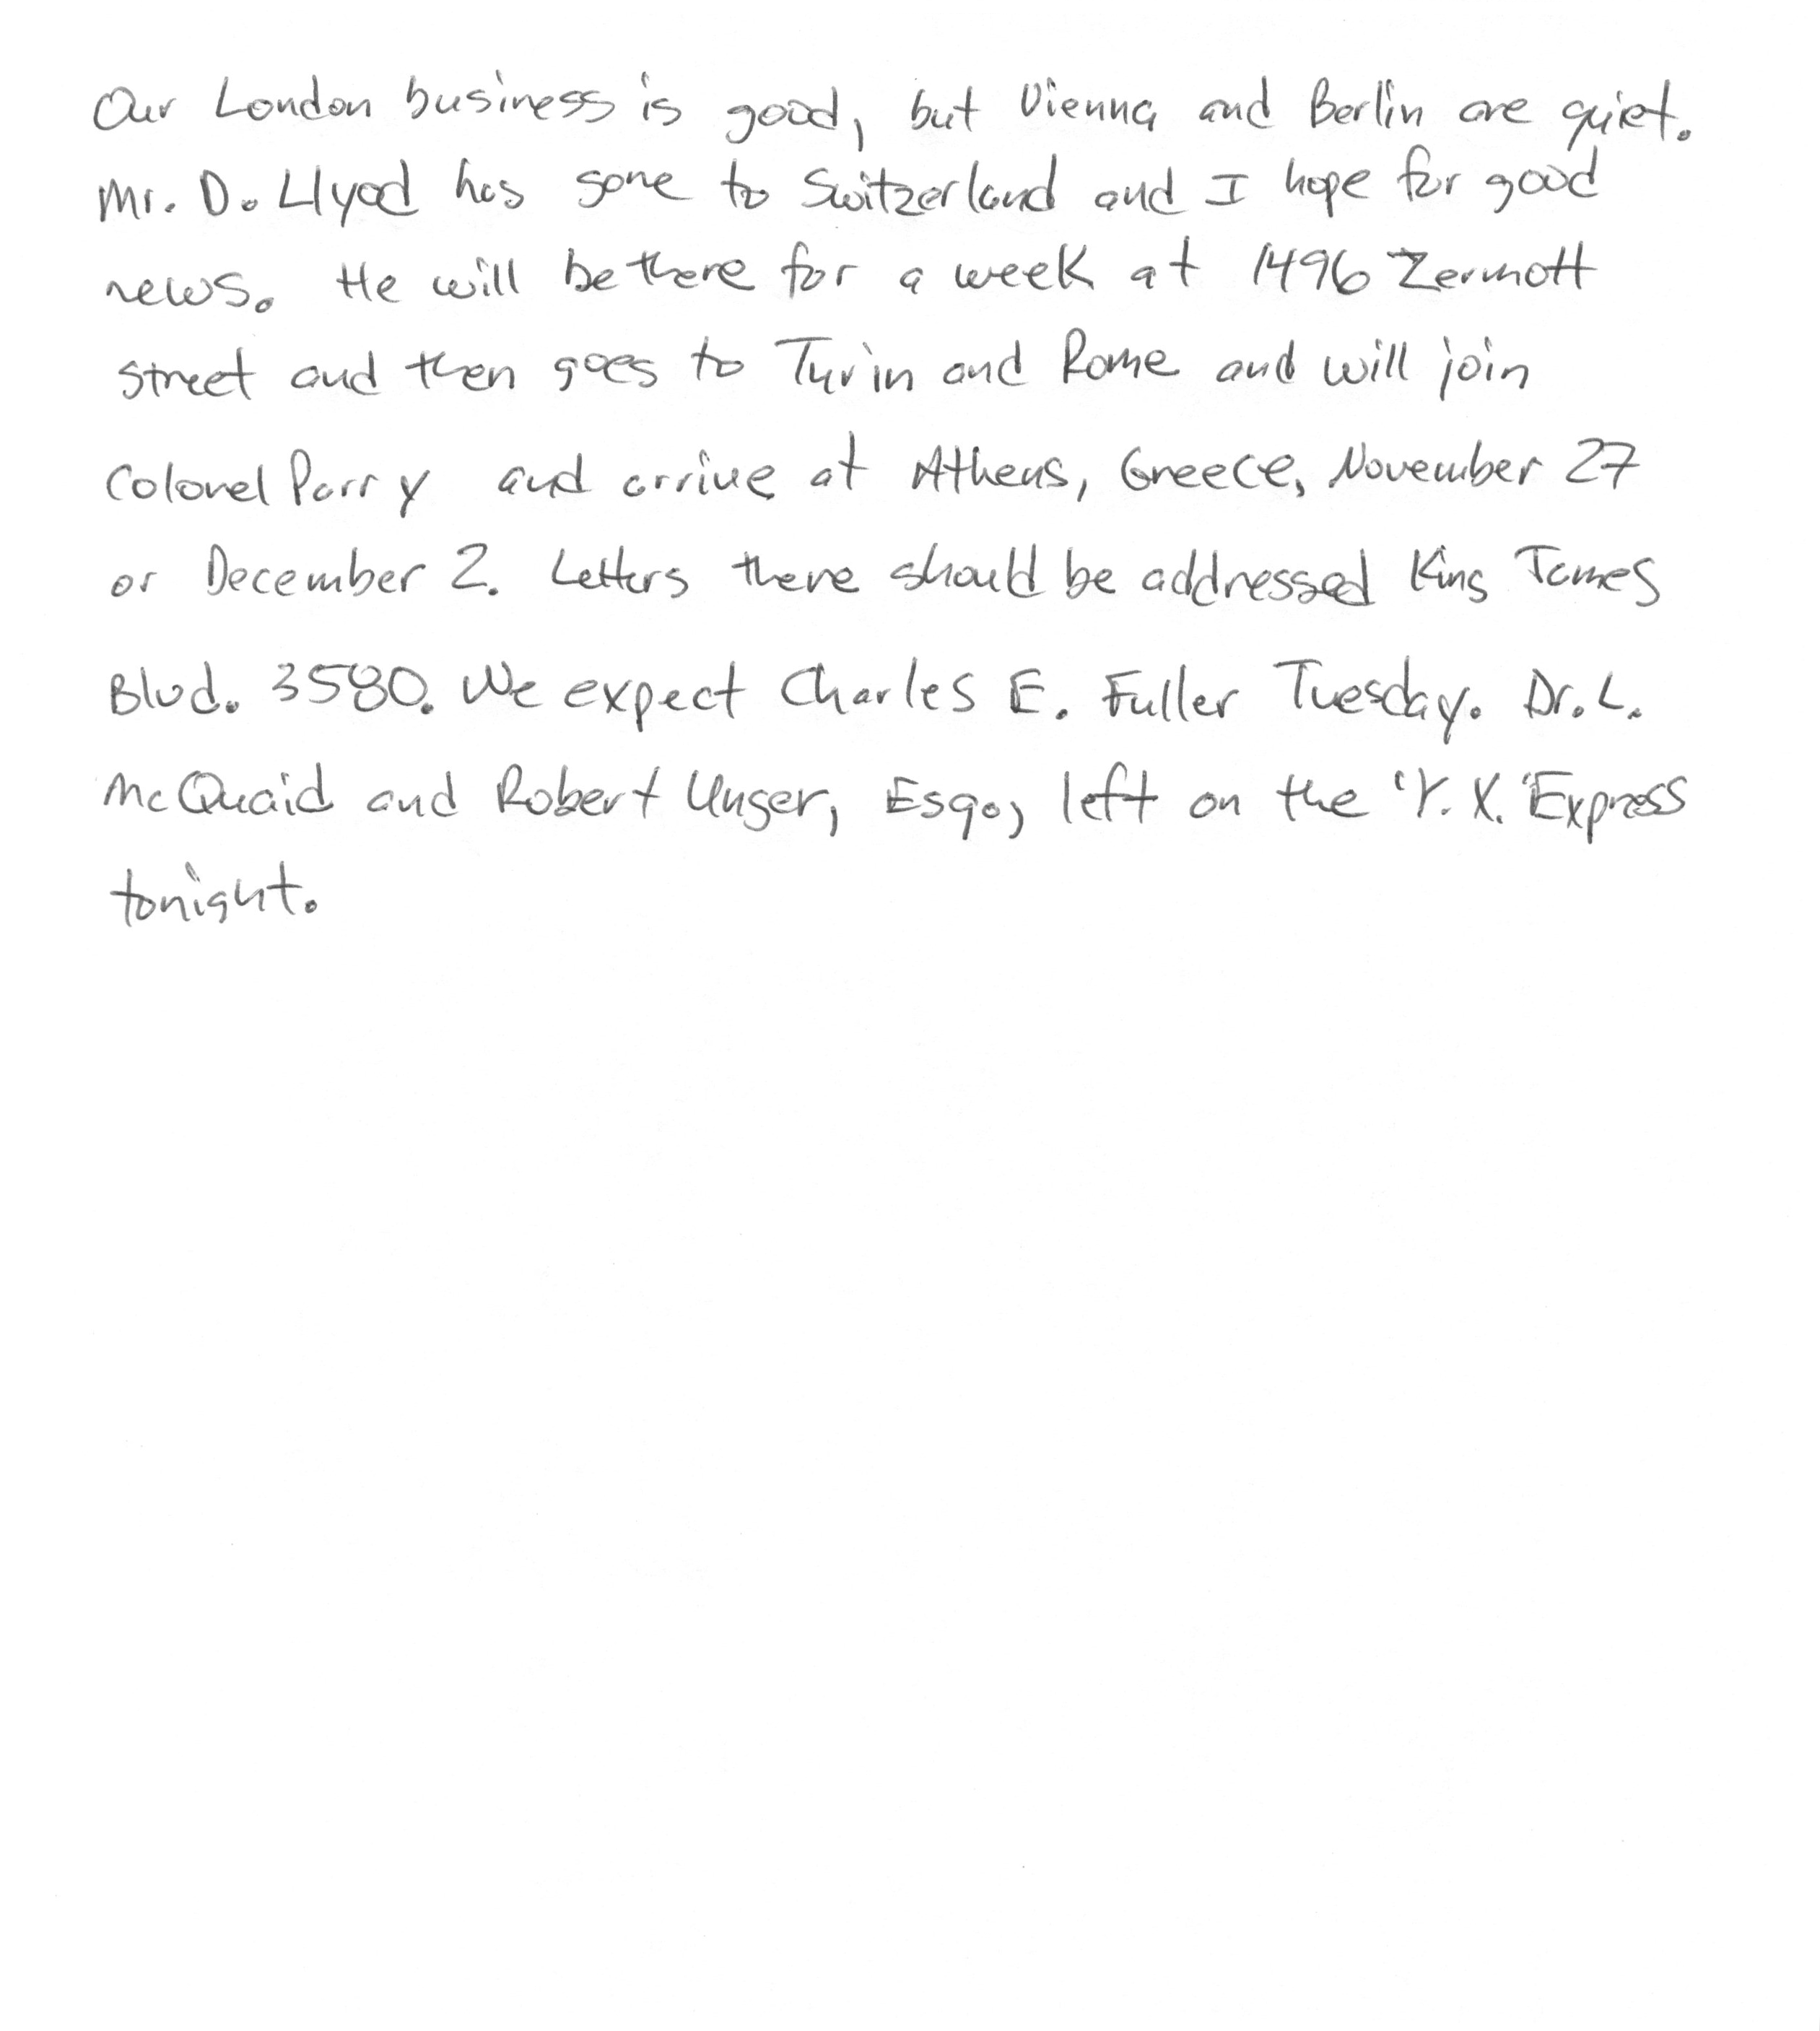 Our London business is good, but Vienna and Berlin are quiet.
Mr. D. Llyod has gone to Switzerland and I hope for good
news. He will be there for a week at 1496 Zermott
street and then goes to Turin and Rome and will join
Colonel Parry and arrive at Athens, Greece, November 27
or December 2. Letters there should be addressed King James
Blvd. 3580. We expect Charles E. Fuller Tuesday. Dr. L.
McQuaid and Robert Unger, Esq., left on the 'Y. X.' Express
tonight.